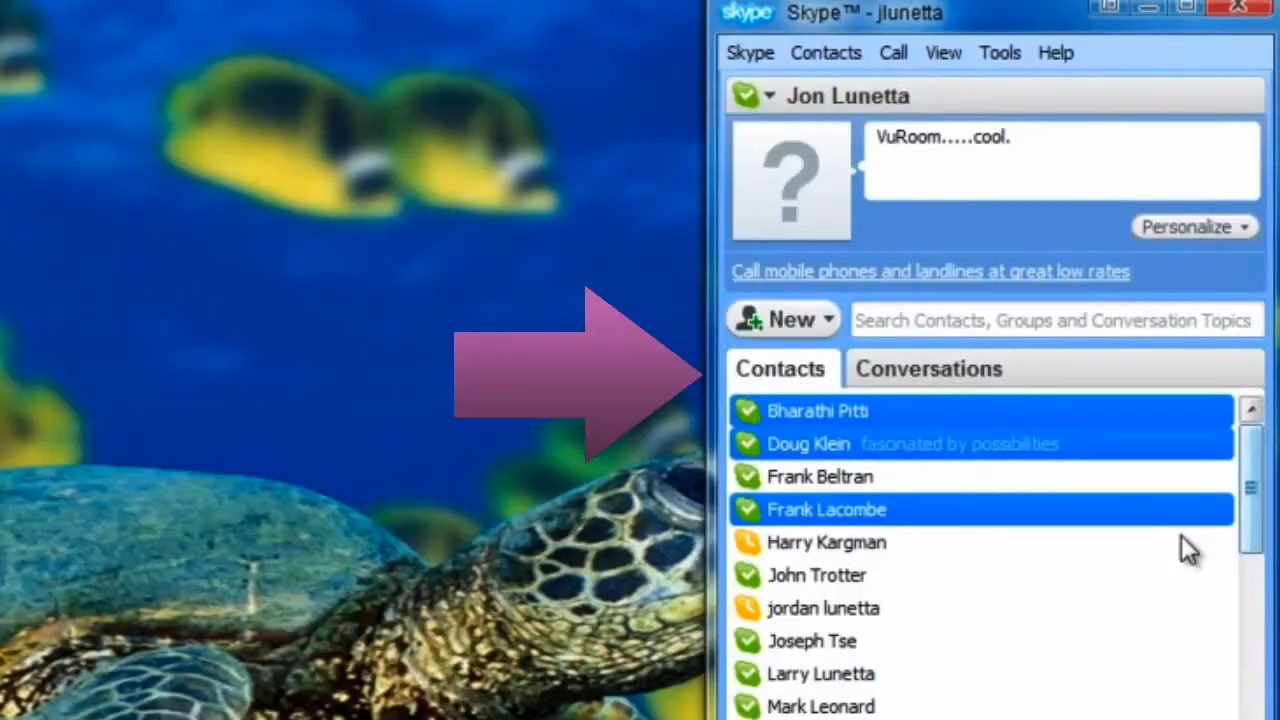 skype Skype™ - jlunetta
Skype Contacts Call View Tools Help
Jon Lunetta
VuRoom.....cool.
Personalize
Call mobile phones and landlines at great low rates
New Search Contacts, Groups and Conversation Topics
Contacts Conversations
Bharathi Pitti
Doug Klein fascinated by possibilities
Frank Beltran
Frank Lacombe
Harry Kargman
John Trotter
jordan lunetta
Joseph Tse
Larry Lunetta
Mark Leonard